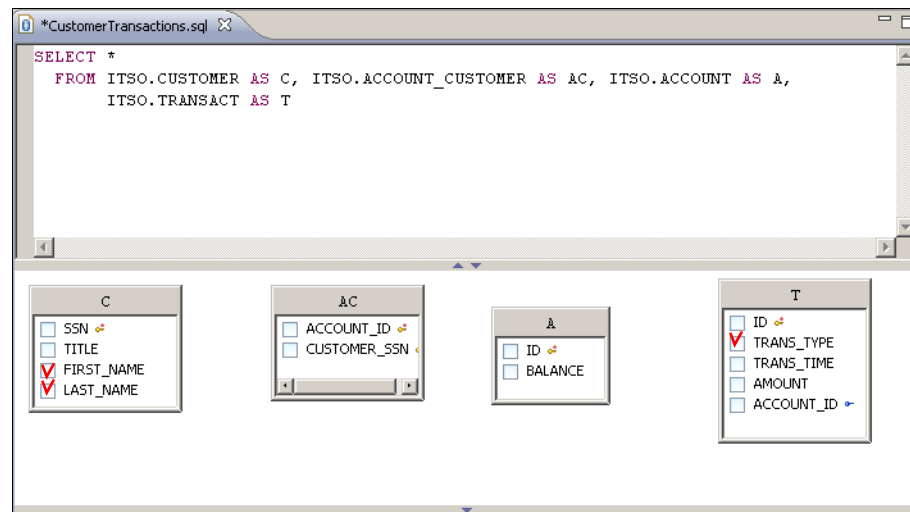 *CustomerTransactions.sql
SELECT *
FROM ITSO.CUSTOMER AS C, ITSO.ACCOUNT_CUSTOMER AS AC, ITSO.ACCOUNT AS A,
ITSO.TRANSACT AS T
C
SSN
TITLE
FIRST_NAME
LAST_NAME
AC
ACCOUNT_ID
CUSTOMER_SSN
A
ID
BALANCE
T
ID
TRANS_TYPE
TRANS_TIME
AMOUNT
ACCOUNT_ID